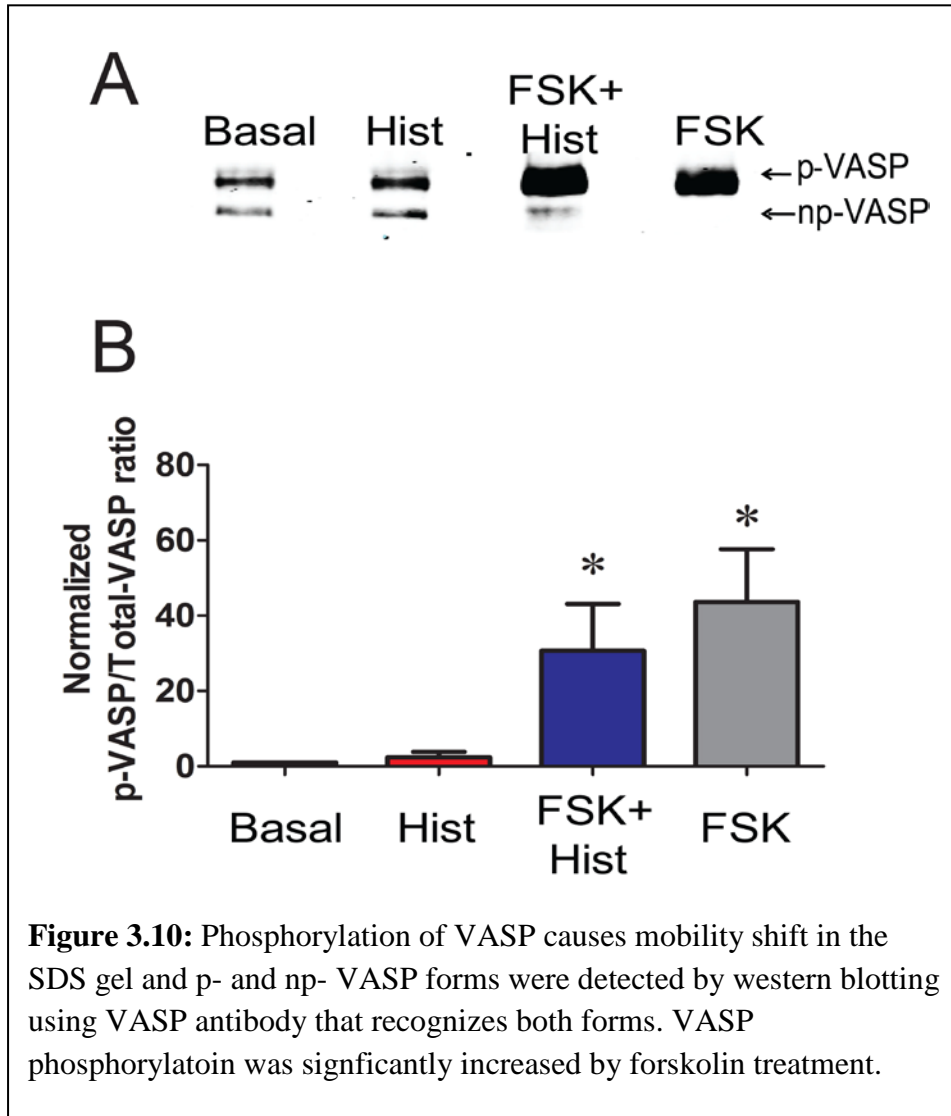 A
Basal Hist FSK+ Hist FSK
←p-VASP
←np-VASP
B
Normalized
p-VASP/Total-VASP ratio
80
60
40
20
0
* *
Basal Hist FSK+ Hist FSK
Figure 3.10: Phosphorylation of VASP causes mobility shift in the
SDS gel and p- and np- VASP forms were detected by western blotting
using VASP antibody that recognizes both forms. VASP
phosphorylatoin was signficantly increased by forskolin treatment.